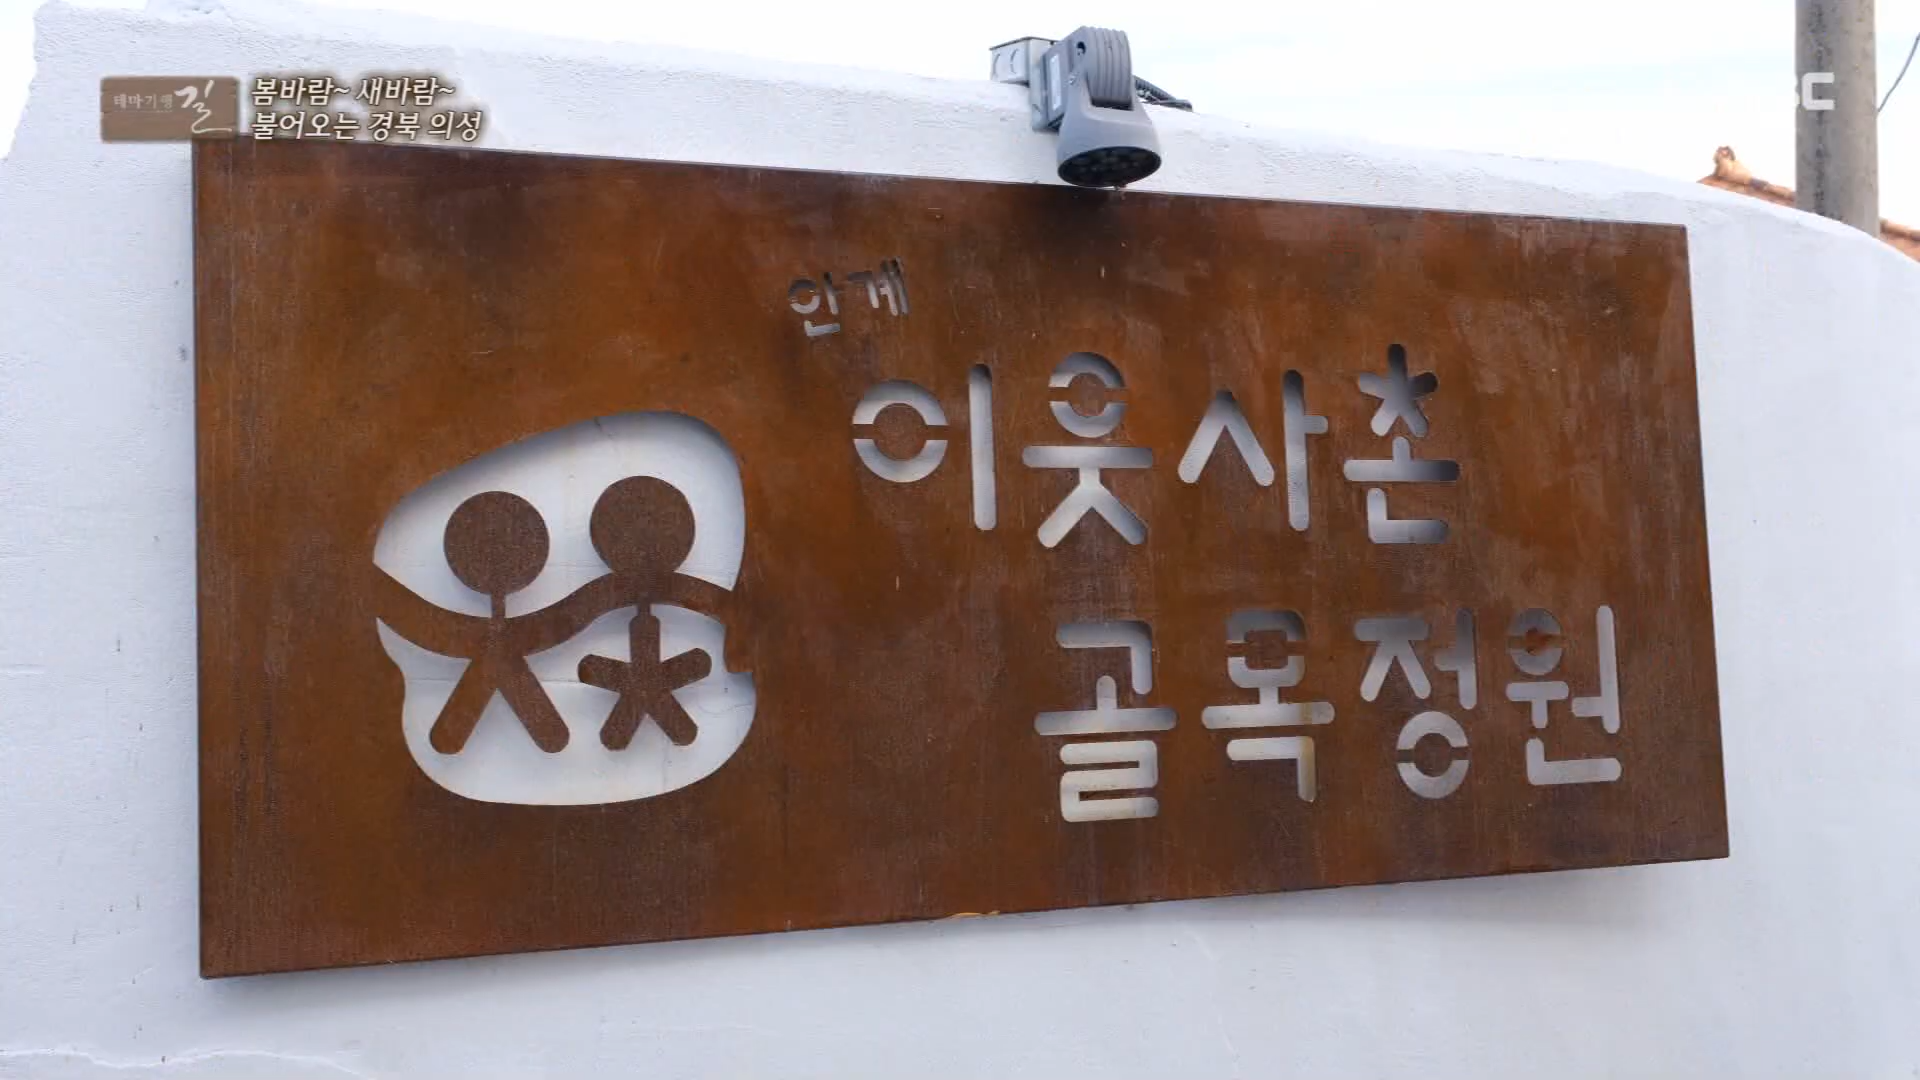 테마기행 길
봄바람~ 새바람~
불어오는 경북 의성
안계
이웃사촌
골목정원